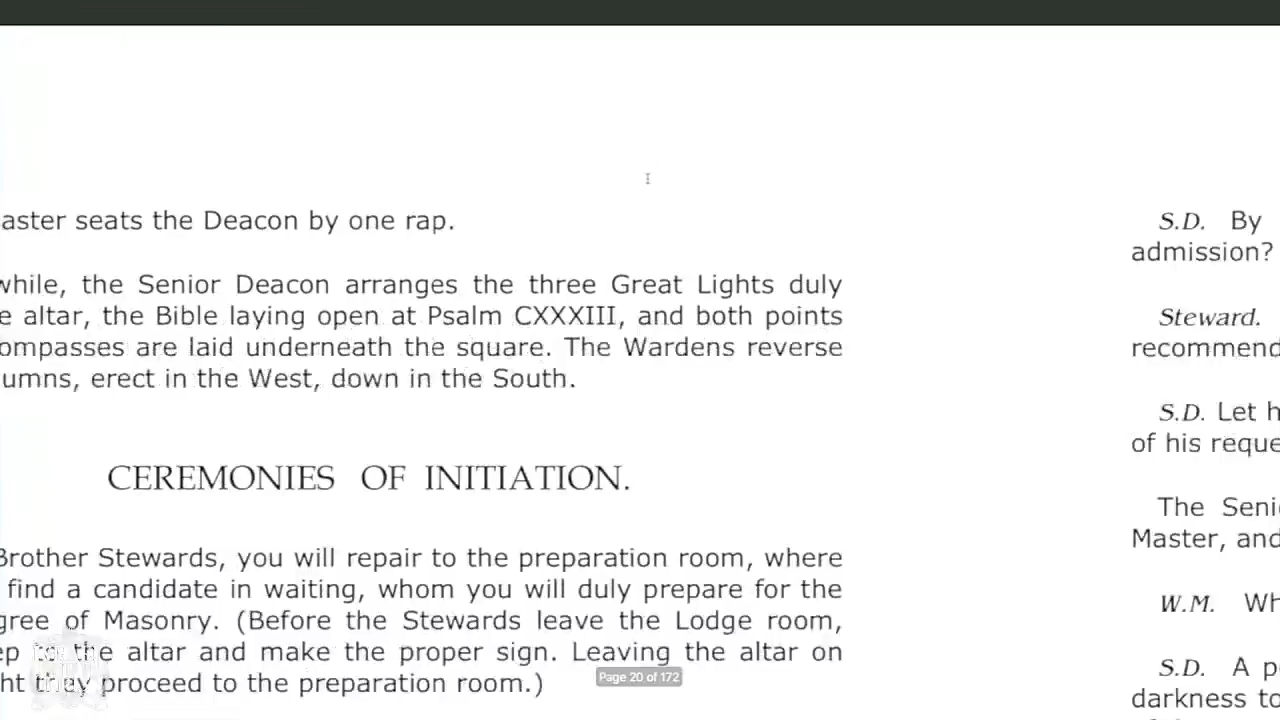 aster seats the Deacon by one rap.
while, the Senior Deacon arranges the three Great Lights duly
e altar, the Bible laying open at Psalm CXXXIII, and both points
ompasses are laid underneath the square. The Wardens reverse
umns, erect in the West, down in the South.
CEREMONIES OF INITIATION.
Brother Stewards, you will repair to the preparation room, where
find a candidate in waiting, whom you will duly prepare for the
gree of Masonry. (Before the Stewards leave the Lodge room,
ep to the altar and make the proper sign. Leaving the altar on
ht they proceed to the preparation room.)
Page 20 of 172
S.D. By
admission?
Steward.
recommend
S.D. Let h
of his reque
The Seni
Master, and
W.M. Wh
S.D. A p
darkness to